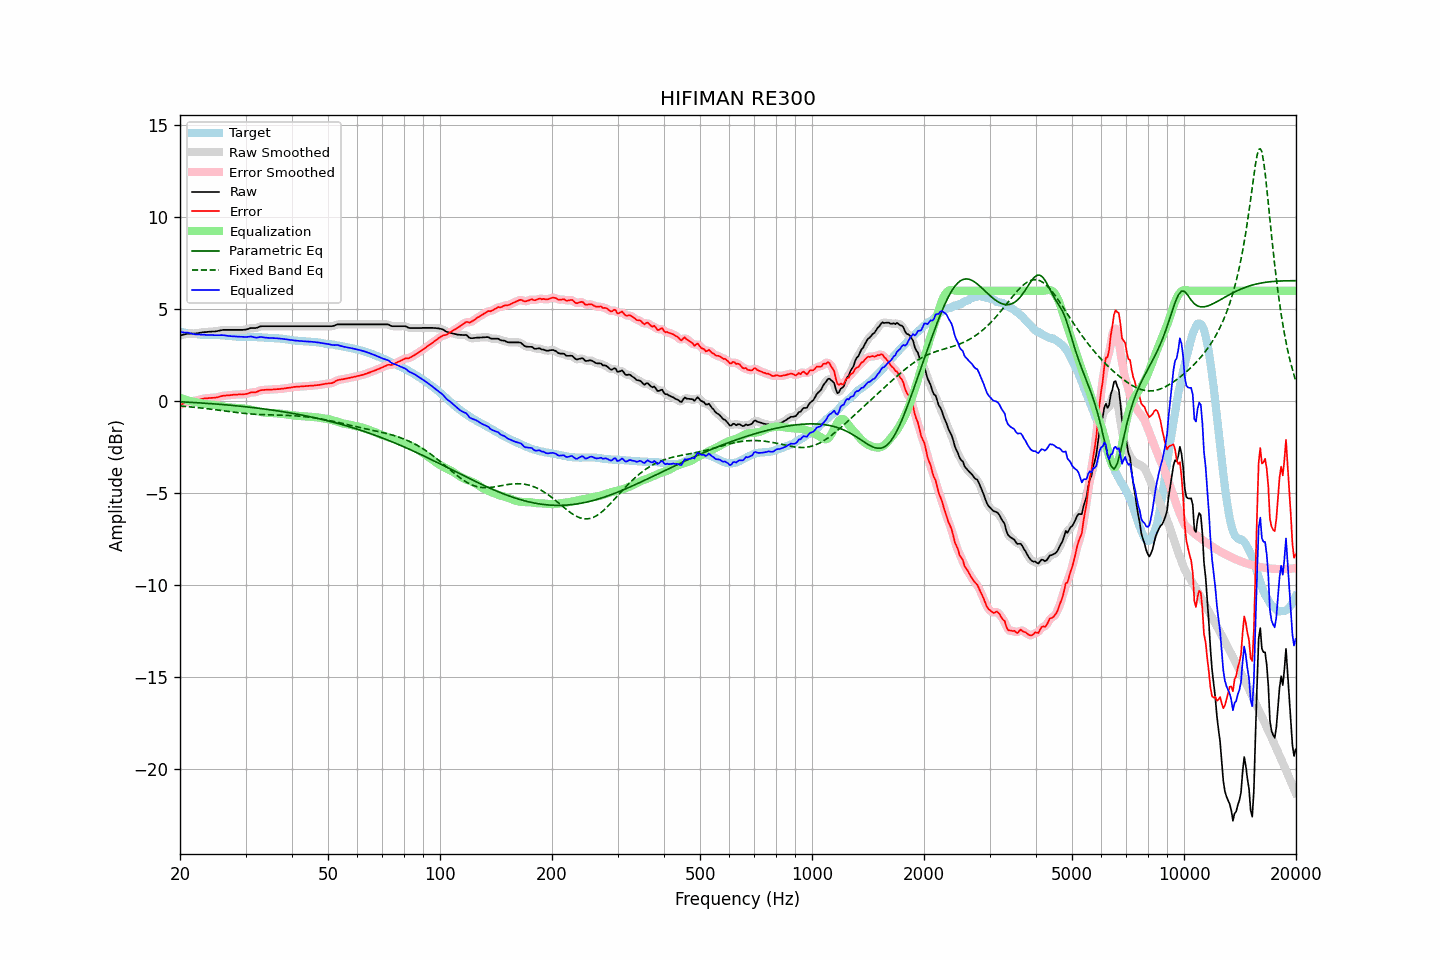 HIFIMAN RE300
Target
Raw Smoothed
Error Smoothed
Raw
Error
Equalization
Parametric Eq
Fixed Band Eq
Equalized
15
10
5
0
−5
−10
−15
−20
Amplitude (dBr)
20
50
100
200
500
1000
2000
5000
10000
20000
Frequency (Hz)